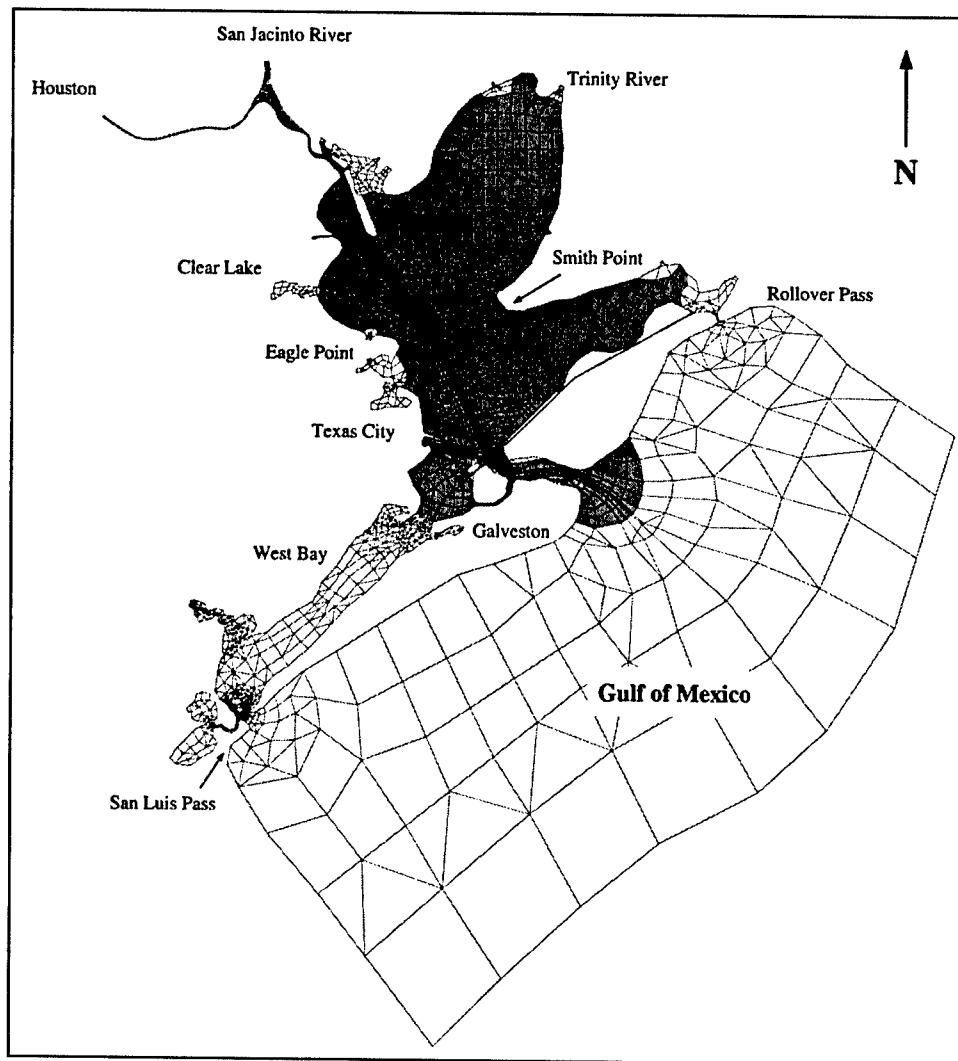 San Jacinto River
Houston
Trinity River
N
Clear Lake
Smith Point
Rollover Pass
Eagle Point
Texas City
West Bay
Galveston
Gulf of Mexico
San Luis Pass